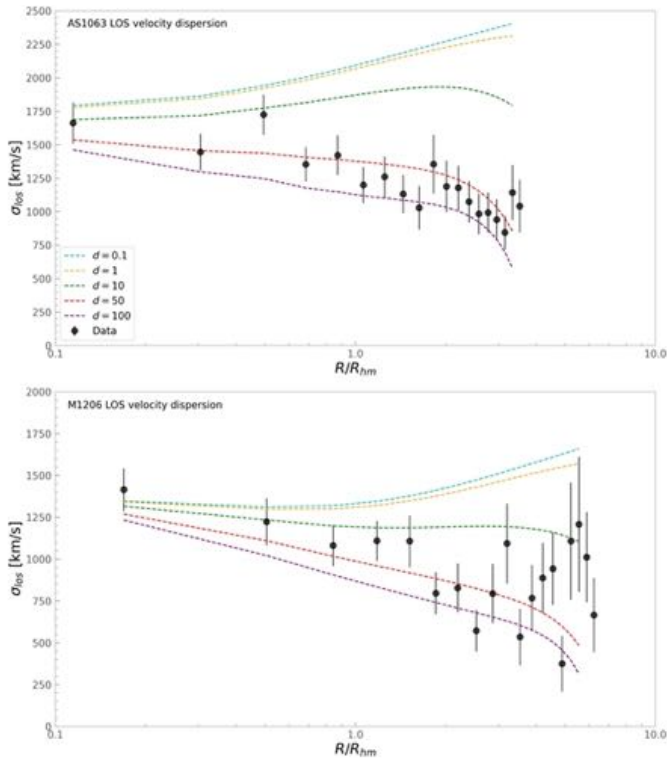 AS1063 LOS velocity dispersion
2500
2250
2000
1750
1500
1250
1000
750
500
250
0
σlos [km/s]
d = 0.1
d = 1
d = 10
d = 50
d = 100
Data
0.1
1.0
10.0
R/Rhm
M1206 LOS velocity dispersion
2000
1750
1500
1250
1000
750
500
250
0
σlos [km/s]
0.1
1.0
10.0
R/Rhm